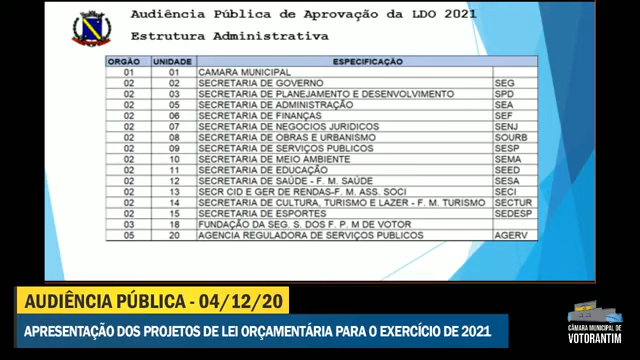 Audiência Pública de Aprovação da LDO 2021
Estrutura Administrativa
ORGÃO UNIDADE ESPECIFICAÇÃO
01 01 CAMARA MUNICIPAL
02 02 SECRETARIA DE GOVERNO SEG
02 03 SECRETARIA DE PLANEJAMENTO E DESENVOLVIMENTO SPD
02 05 SECRETARIA DE ADMINISTRAÇÃO SEA
02 06 SECRETARIA DE FINANÇAS SEF
02 07 SECRETARIA DE NEGOCIOS JURIDICOS SENJ
02 08 SECRETARIA DE OBRAS E URBANISMO SOURB
02 09 SECRETARIA DE SERVIÇOS PUBLICOS SESP
02 10 SECRETARIA DE MEIO AMBIENTE SEMA
02 11 SECRETARIA DE EDUCAÇÃO SEED
02 12 SECRETARIA DE SAÚDE - F. M. SAÚDE SESA
02 13 SECR CID E GER DE RENDAS-F. M. ASS. SOCI SECI
02 14 SECRETARIA DE CULTURA, TURISMO E LAZER - F. M. TURISMO SECTUR
02 15 SECRETARIA DE ESPORTES SEDESP
03 18 FUNDAÇÃO DA SEG. S. DOS F. P. M DE VOTOR
05 20 AGENCIA REGULADORA DE SERVIÇOS PUBLICOS AGERV
AUDIÊNCIA PÚBLICA - 04/12/20
APRESENTAÇÃO DOS PROJETOS DE LEI ORÇAMENTÁRIA PARA O EXERCÍCIO DE 2021
CÂMARA MUNICIPAL DE
VOTORANTIM